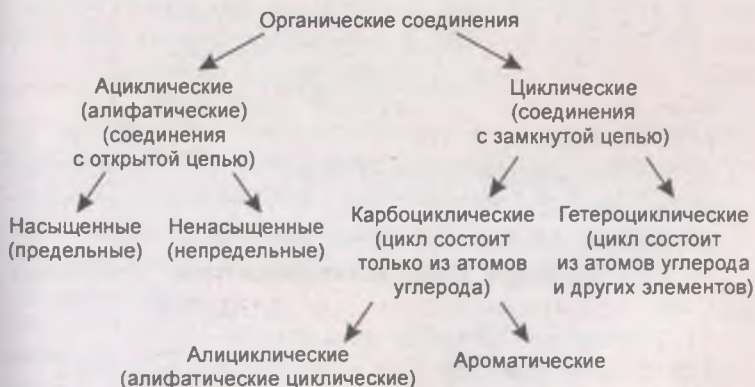 Органические соединения
Ациклические
(алифатические)
(соединения
с открытой цепью)
Циклические
(соединения
с замкнутой цепью)
Насыщенные
(предельные)
Ненасыщенные
(непредельные)
Карбоциклические
(цикл состоит
только из атомов
углерода)
Гетероциклические
(цикл состоит
из атомов углерода
и других элементов)
Алициклические
(алифатические циклические)
Ароматические